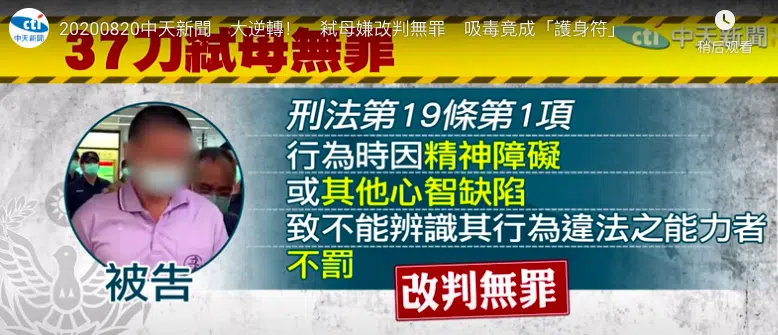 20200820中天新聞 大逆轉！ 弒母嫌改判無罪 吸毒竟成「護身符」
稍后观看
中天新聞
cti 中天新聞
37刀弒母無罪
刑法第19條第1項
行為時因精神障礙
或其他心智缺陷
致不能辨識其行為違法之能力者
不罰
被告
改判無罪